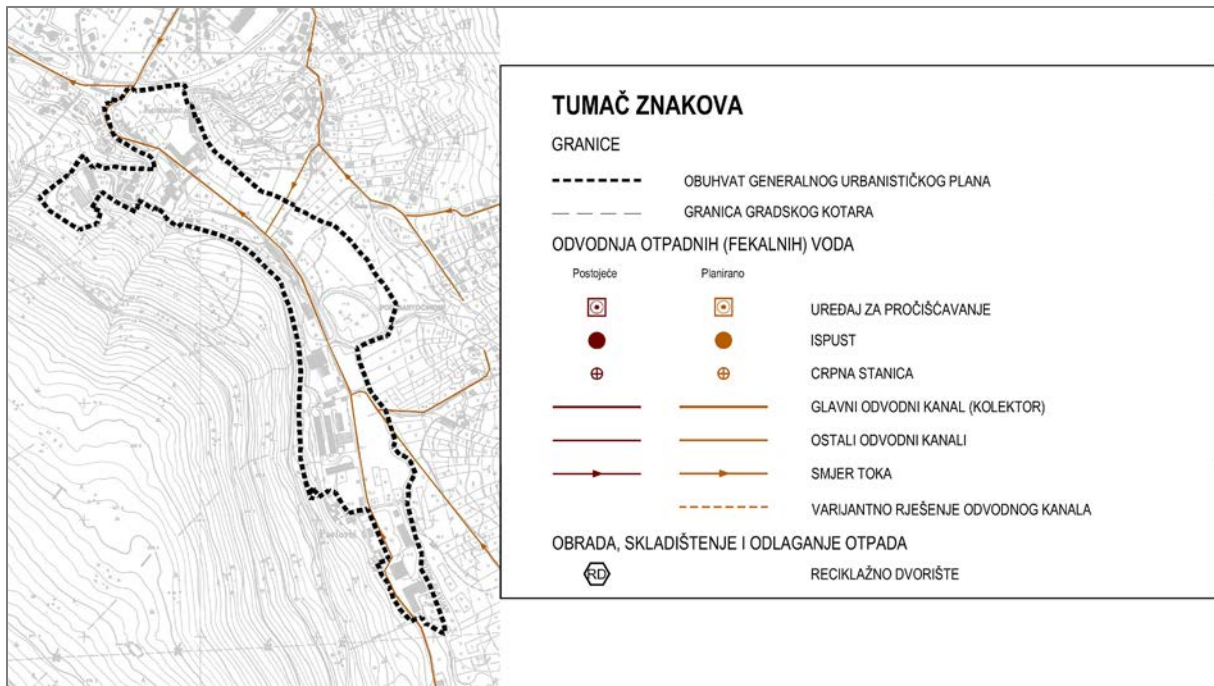 TUMAČ ZNAKOVA
GRANICE
OBUHVAT GENERALNOG URBANISTIČKOG PLANA
GRANICA GRADSKOG KOTARA
ODVODNJA OTPADNIH (FEKALNIH) VODA
Postojeće Planirano
UREĐAJ ZA PROČIŠĆAVANJE
ISPUST
CRPNA STANICA
GLAVNI ODVODNI KANAL (KOLEKTOR)
OSTALI ODVODNI KANALI
SMJER TOKA
VARIJANTNO RJEŠENJE ODVODNOG KANALA
OBRADA, SKLADIŠTENJE I ODLAGANJE OTPADA
RD RECIKLAŽNO DVORIŠTE